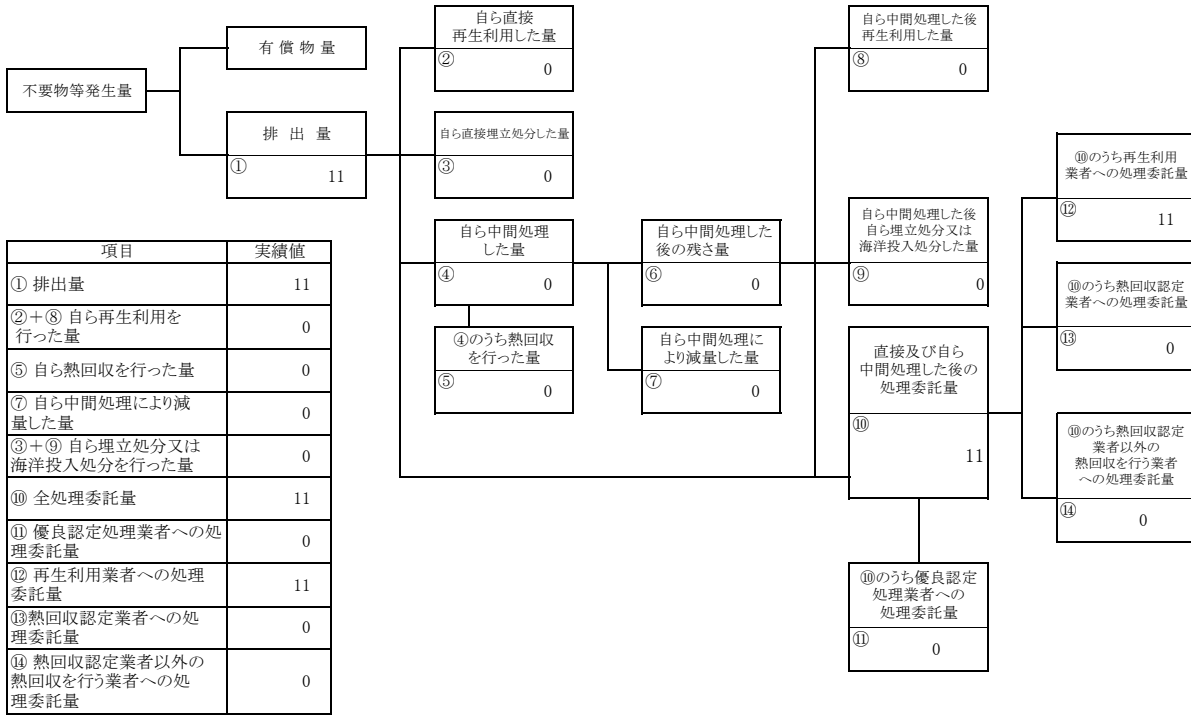 不要物等発生量
有 償 物 量
排 出 量
① 11
自ら直接
再生利用した量
② 0
自ら直接埋立処分した量
③ 0
自ら中間処理
した量
④ 0
④のうち熱回収
を行った量
⑤ 0
自ら中間処理した
後の残さ量
⑥ 0
自ら中間処理に
より減量した量
⑦ 0
自ら中間処理した後
再生利用した量
⑧ 0
自ら中間処理した後
自ら埋立処分又は
海洋投入処分した量
⑨ 0
直接及び自ら
中間処理した後の
処理委託量
⑩
11
⑩のうち優良認定
処理業者への
処理委託量
⑪ 0
⑩のうち再生利用
業者への処理委託量
⑫ 11
⑩のうち熱回収認定
業者への処理委託量
⑬ 0
⑩のうち熱回収認定
業者以外の
熱回収を行う業者
への処理委託量
⑭ 0
項目 実績値
① 排出量 11
②+⑧ 自ら再生利用を
行った量 0
⑤ 自ら熱回収を行った量 0
⑦ 自ら中間処理により減
量した量 0
③+⑨ 自ら埋立処分又は
海洋投入処分を行った量 0
⑩ 全処理委託量 11
⑪ 優良認定処理業者への処
理委託量 0
⑫ 再生利用業者への処理
委託量 11
⑬熱回収認定業者への処
理委託量 0
⑭ 熱回収認定業者以外の
熱回収を行う業者への処
理委託量 0